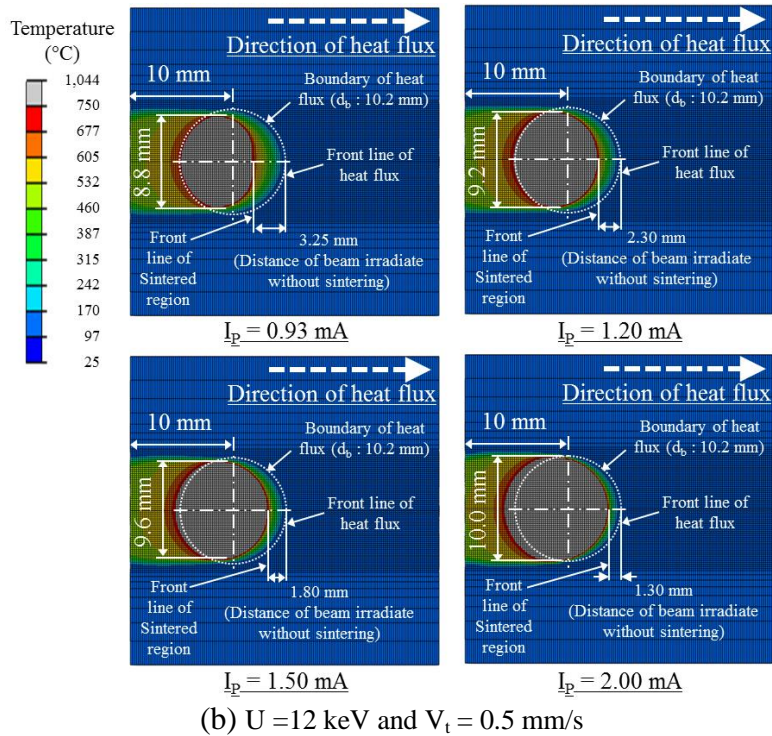 Temperature
(°C)
1,044
750
677
605
532
460
387
315
242
170
97
25
Direction of heat flux
10 mm
Boundary of heat
flux (d_b : 10.2 mm)
8.8 mm
Front line of
heat flux
Front
line of
Sintered
region
3.25 mm
(Distance of beam irradiate
without sintering)
I_P = 0.93 mA
Direction of heat flux
10 mm
Boundary of heat
flux (d_b : 10.2 mm)
9.2 mm
Front line of
heat flux
Front
line of
Sintered
region
2.30 mm
(Distance of beam irradiate
without sintering)
I_P = 1.20 mA
Direction of heat flux
10 mm
Boundary of heat
flux (d_b : 10.2 mm)
9.6 mm
Front line of
heat flux
Front
line of
Sintered
region
1.80 mm
(Distance of beam irradiate
without sintering)
I_P = 1.50 mA
Direction of heat flux
10 mm
Boundary of heat
flux (d_b : 10.2 mm)
10.0 mm
Front line of
heat flux
Front
line of
Sintered
region
1.30 mm
(Distance of beam irradiate
without sintering)
I_P = 2.00 mA
(b) U =12 keV and V_t = 0.5 mm/s